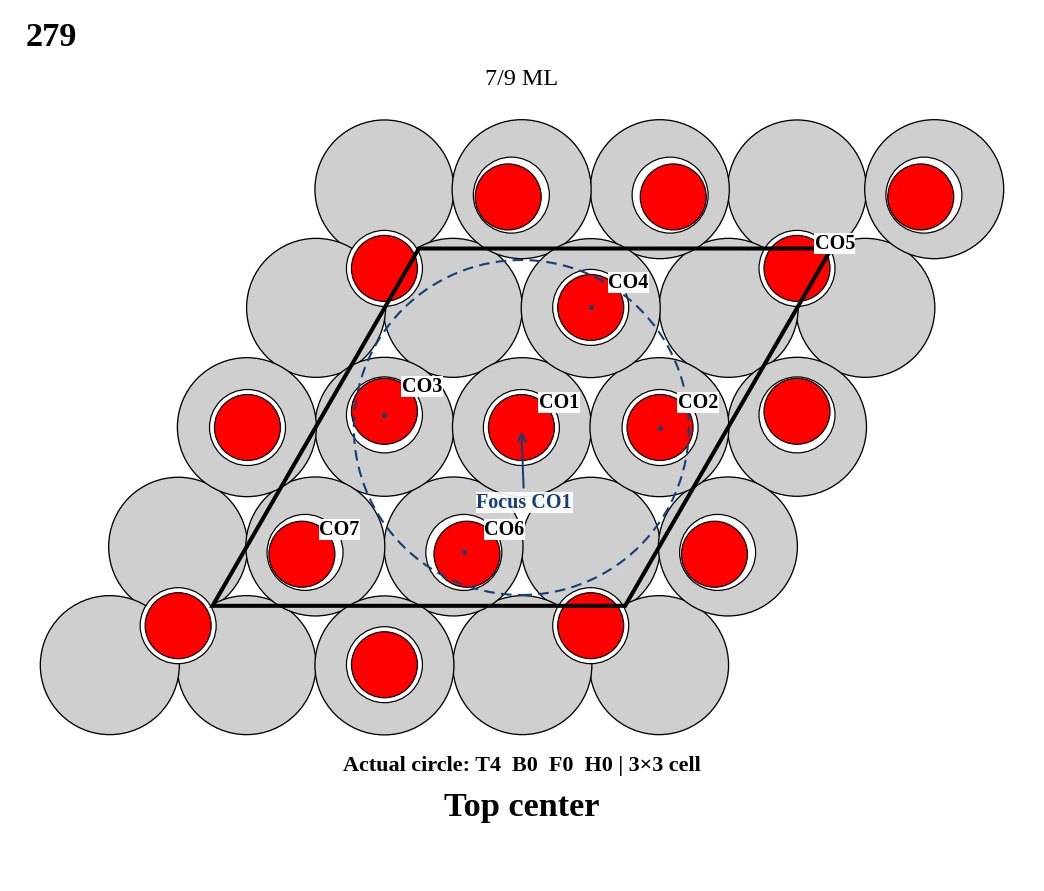 279
7/9 ML
CO5
CO4
CO3
CO1
CO2
Focus CO1
CO7
CO6
Actual circle: T4  B0  F0  H0 | 3×3 cell
Top center